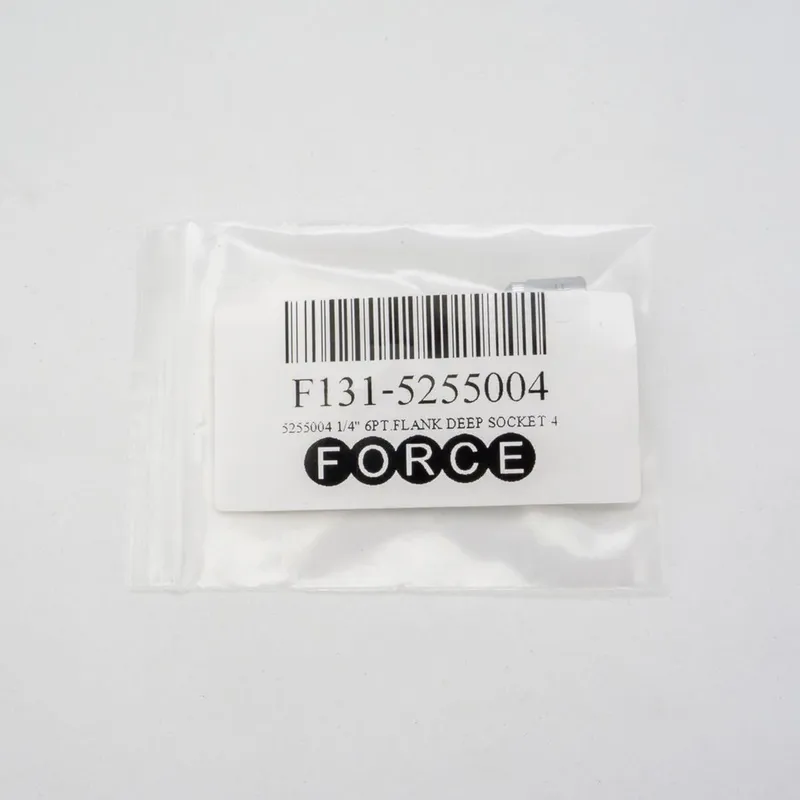 F131-5255004
5255004 1/4" 6PT.FLANK DEEP SOCKET 4
FORCE